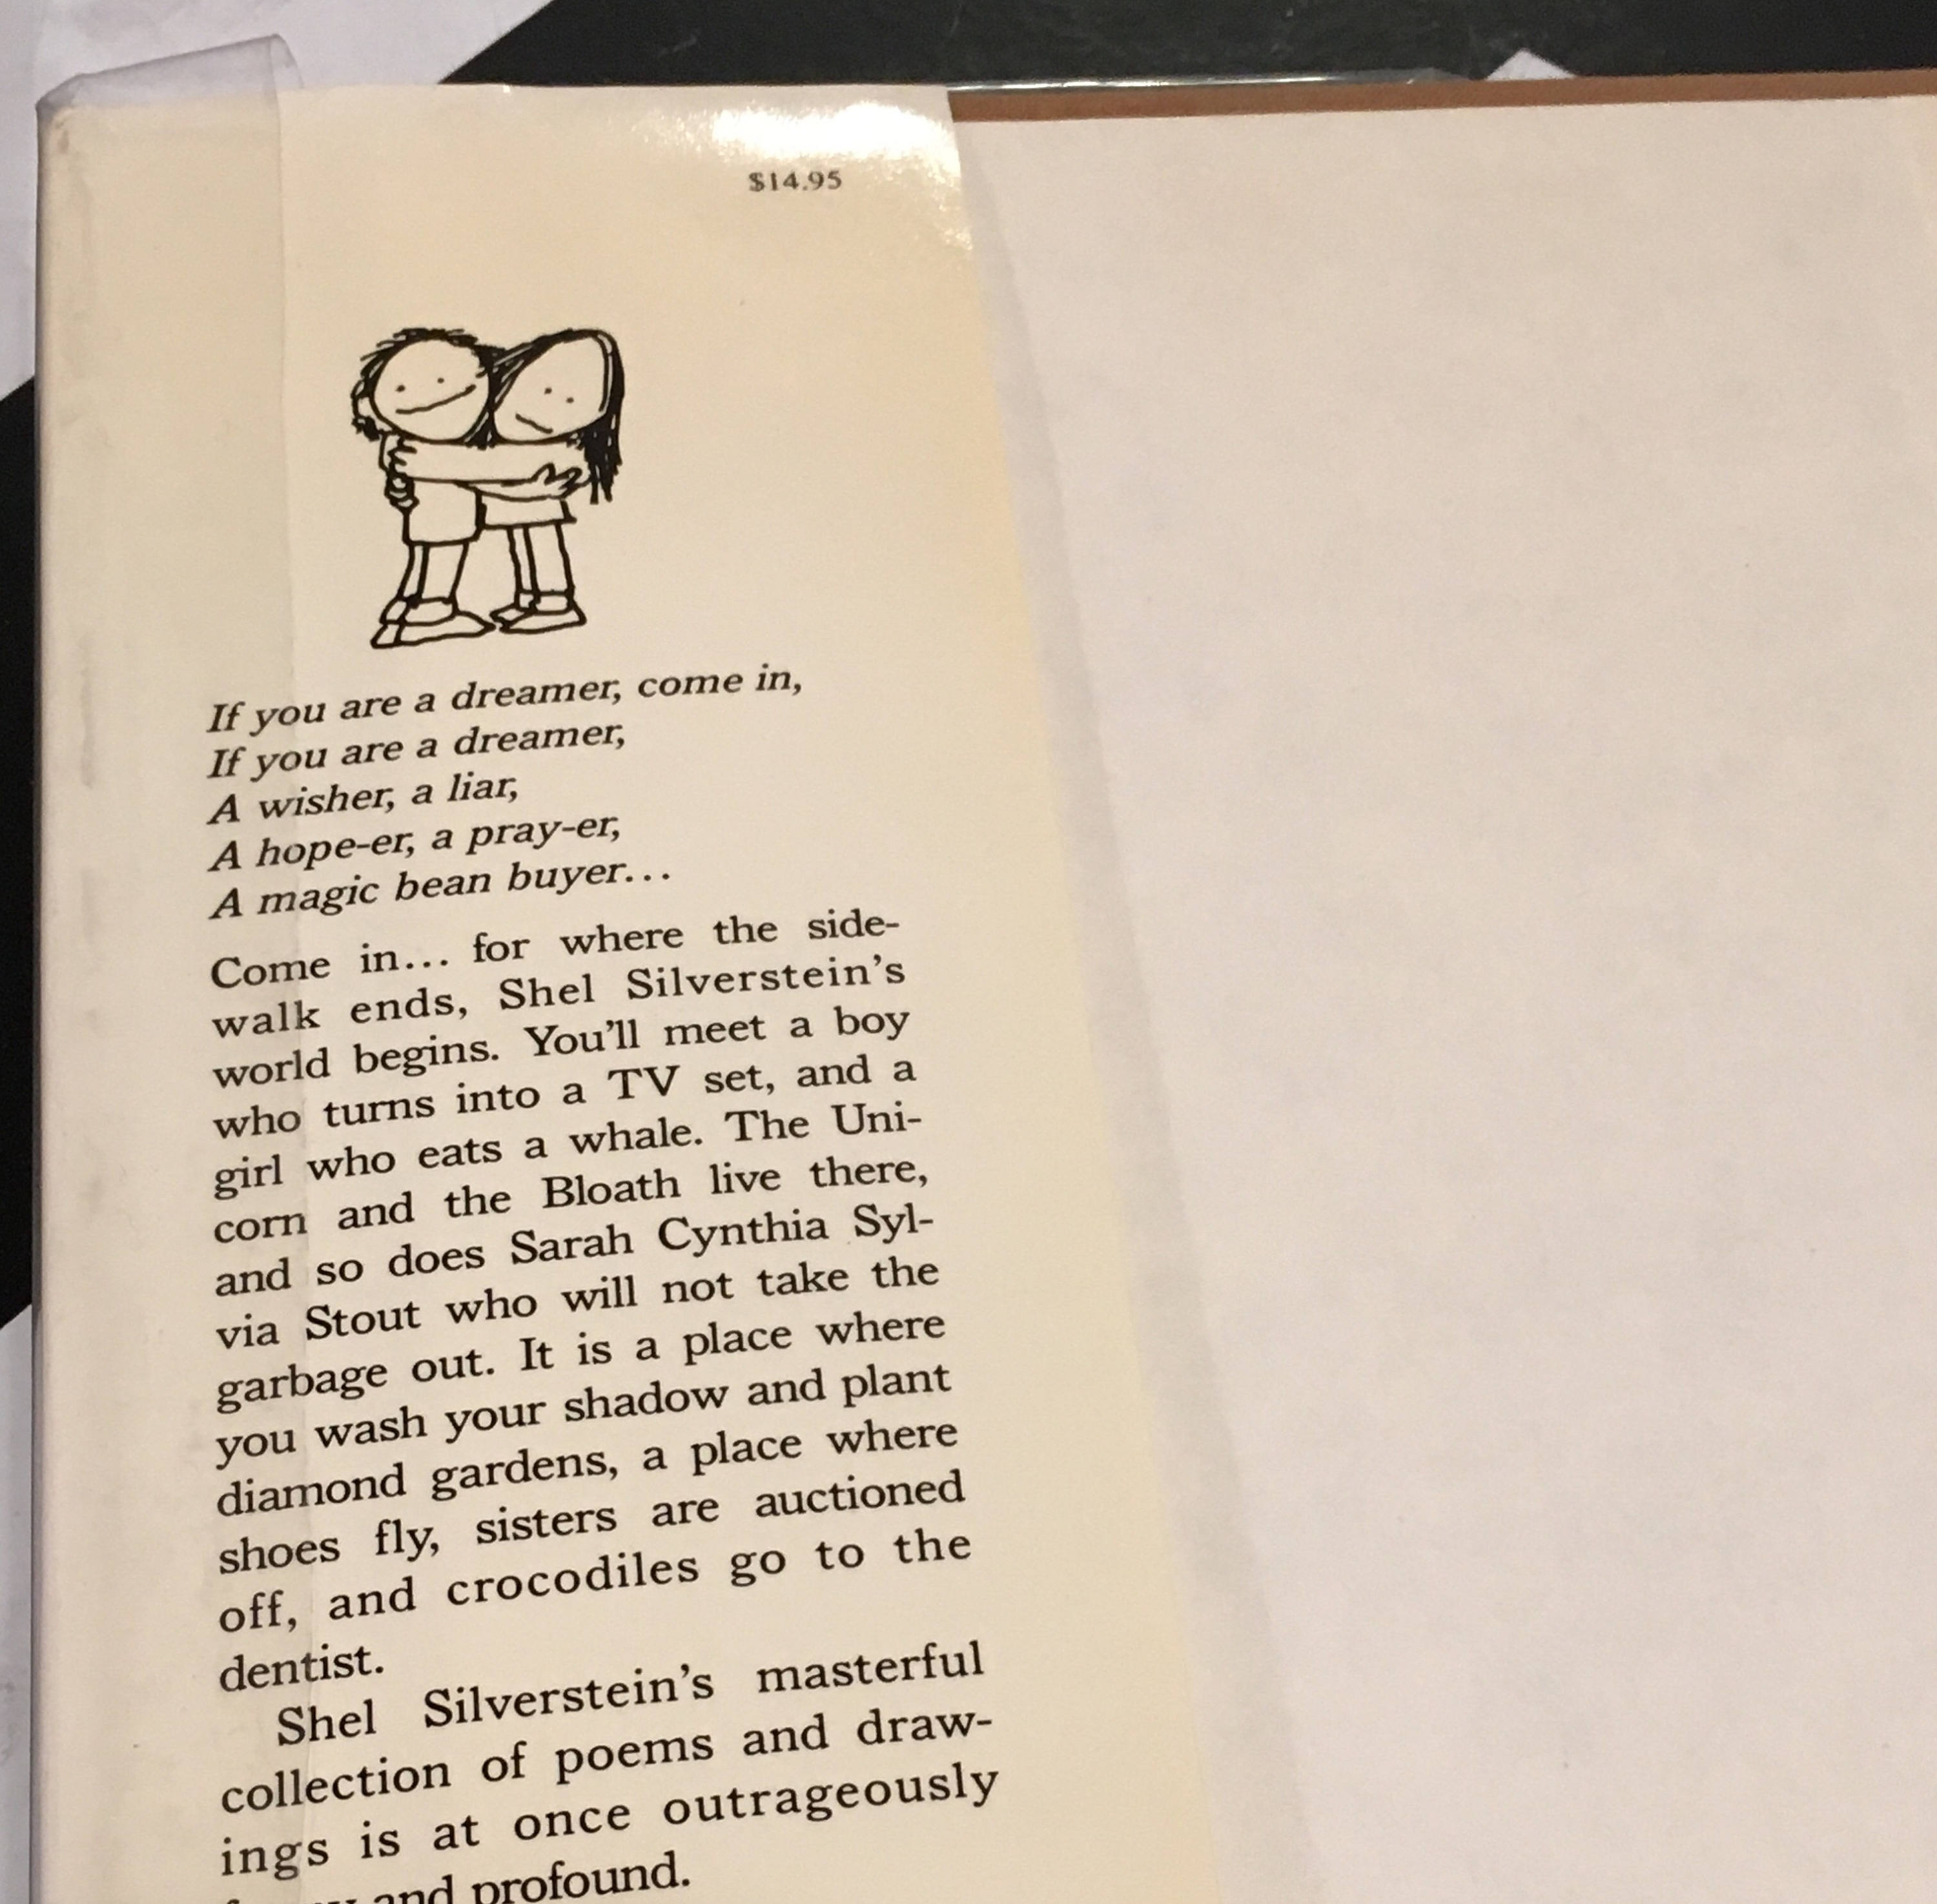 $14.95
If you are a dreamer, come in,
If you are a dreamer,
A wisher, a liar,
A hope-er, a pray-er,
A magic bean buyer...
Come in... for where the side-
walk ends, Shel Silverstein's
world begins. You'll meet a boy
who turns into a TV set, and a
girl who eats a whale. The Uni-
corn and the Bloath live there,
and so does Sarah Cynthia Syl-
via Stout who will not take the
garbage out. It is a place where
you wash your shadow and plant
diamond gardens, a place where
shoes fly, sisters are auctioned
off, and crocodiles go to the
dentist.
Shel Silverstein's masterful
collection of poems and draw-
ings is at once outrageously
and profound.